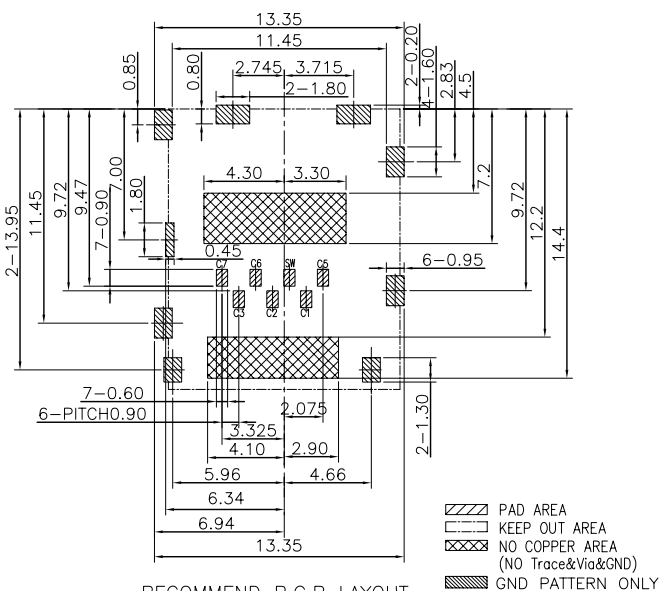 13.35
11.45
2.745
3.715
2-1.80
0.85
0.80
2-0.20
4-1.60
2.83
4.5
4.30
3.30
7.2
9.72
12.2
14.4
2-13.95
11.45
9.72
9.47
7-0.90
7.00
1.80
0.45
C7
C6
SW
C5
C3
C2
C1
6-0.95
7-0.60
6-PITCH0.90
2.075
3.325
4.10
2.90
2-1.30
5.96
4.66
6.34
6.94
13.35
PAD AREA
KEEP OUT AREA
NO COPPER AREA
(NO Trace&Via&GND)
GND PATTERN ONLY
RECOMMEND P.C.B LAYOUT